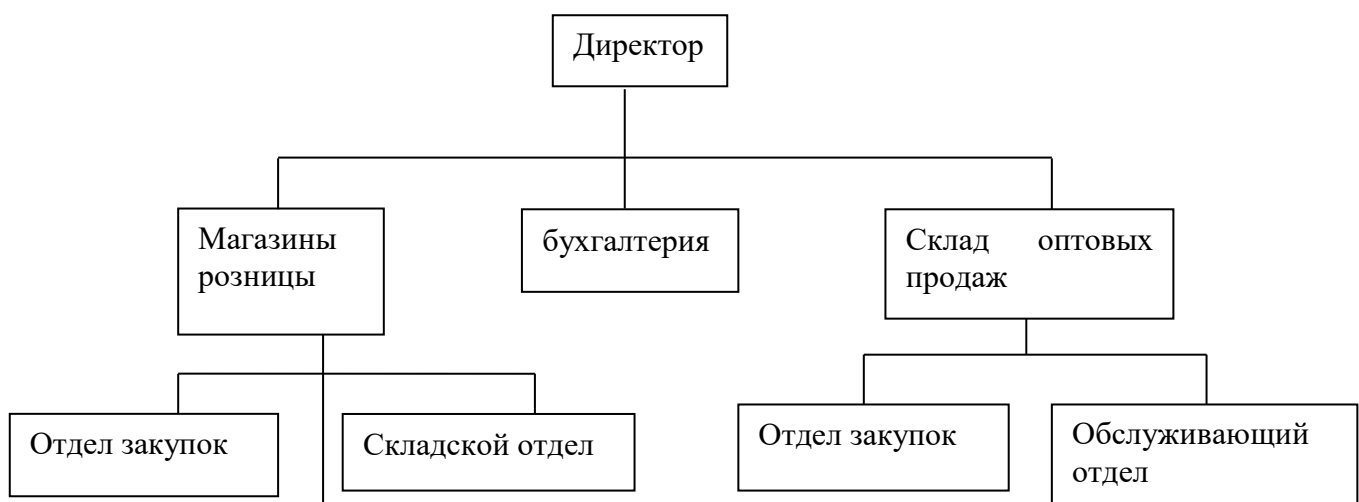 Директор
Магазины
розницы
бухгалтерия
Склад оптовых
продаж
Отдел закупок
Складской отдел
Отдел закупок
Обслуживающий
отдел